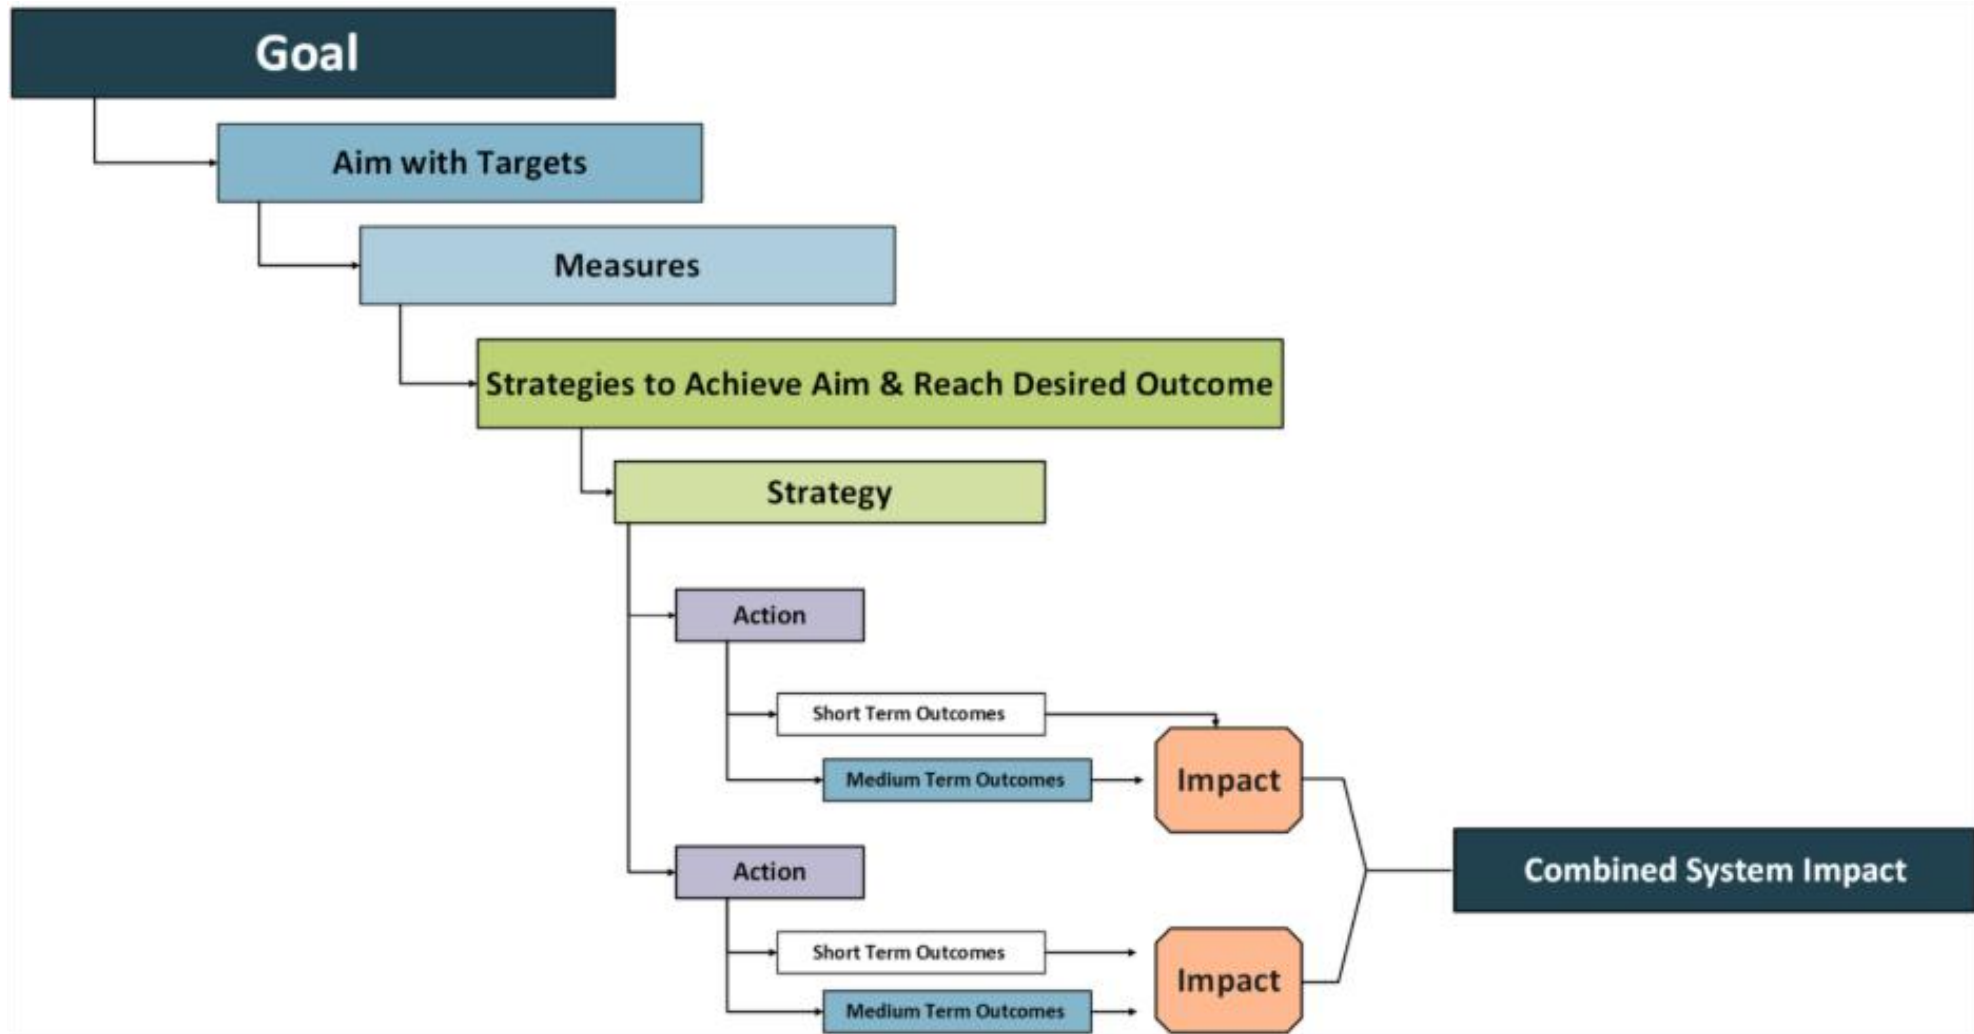 Goal
Aim with Targets
Measures
Strategies to Achieve Aim & Reach Desired Outcome
Strategy
Action
Short Term Outcomes
Medium Term Outcomes
Impact
Action
Short Term Outcomes
Medium Term Outcomes
Impact
Combined System Impact